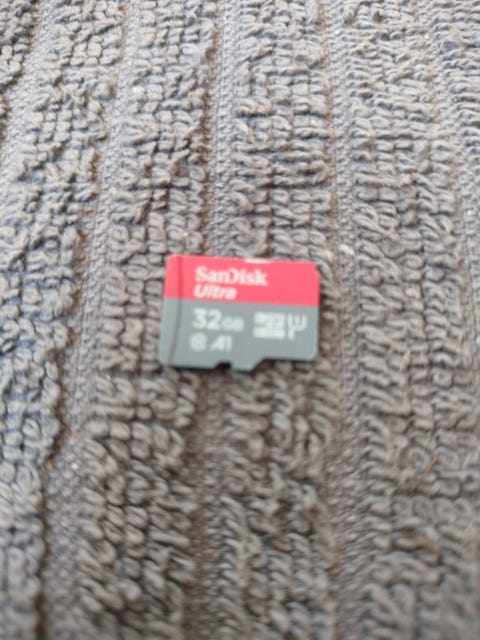 SanDisk
Ultra
32GB
A1